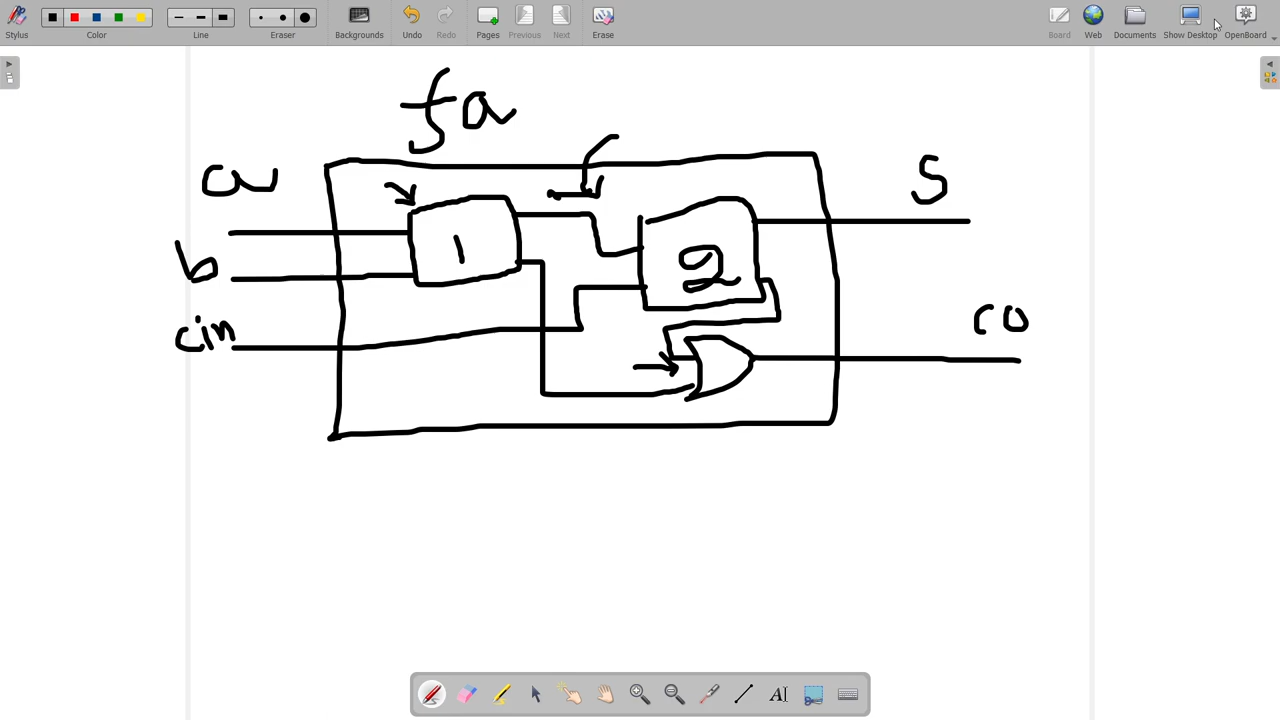 Stylus Color Line Eraser Backgrounds Undo Redo Pages Previous Next Erase Board Web Documents Show Desktop OpenBoard
fa
a
s
b
1
2
cin
co